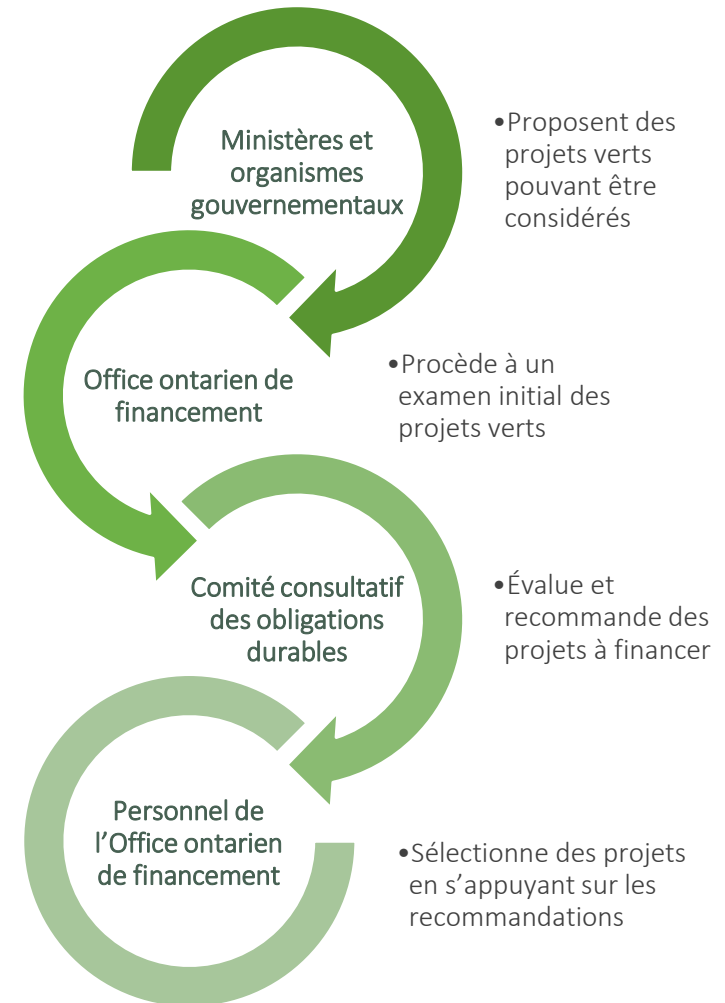 Ministères et
organismes
gouvernementaux
•Proposent des
projets verts
pouvant être
considérés
Office ontarien de
financement
•Procède à un
examen initial des
projets verts
Comité consultatif
des obligations
durables
•Évalue et
recommande des
projets à financer
Personnel de
l’Office ontarien
de financement
•Sélectionne des projets
en s’appuyant sur les
recommandations